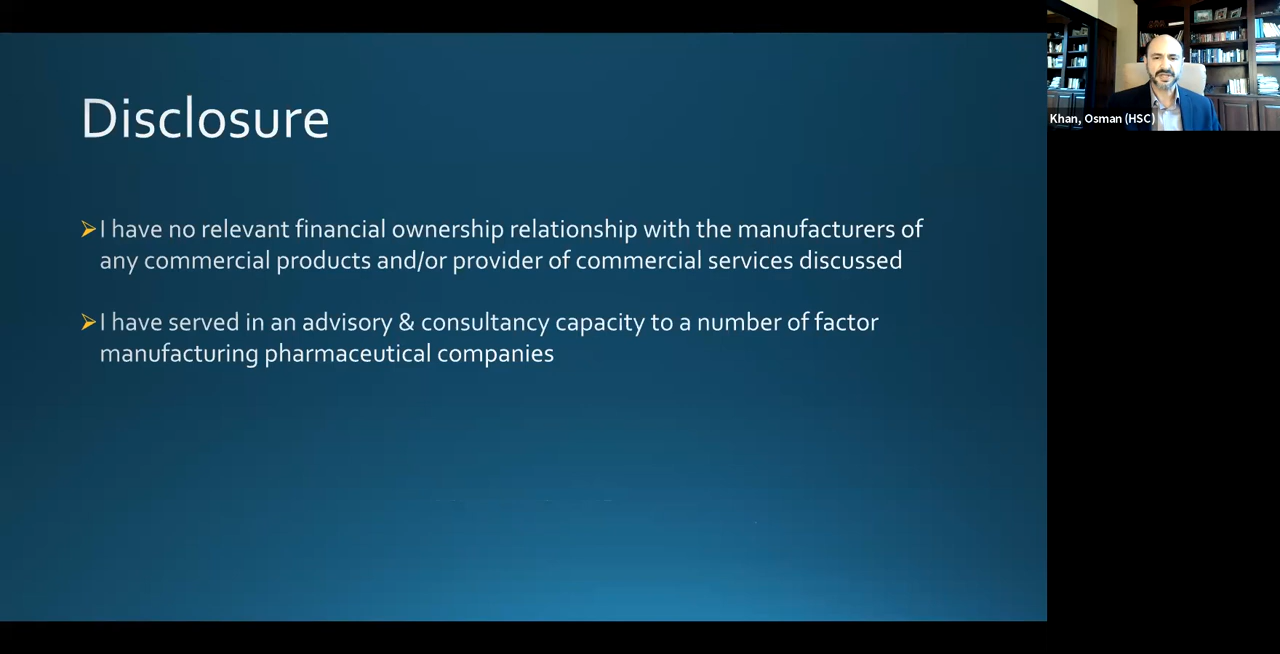 Disclosure
I have no relevant financial ownership relationship with the manufacturers of
any commercial products and/or provider of commercial services discussed
I have served in an advisory & consultancy capacity to a number of factor
manufacturing pharmaceutical companies
Khan, Osman (HSC)